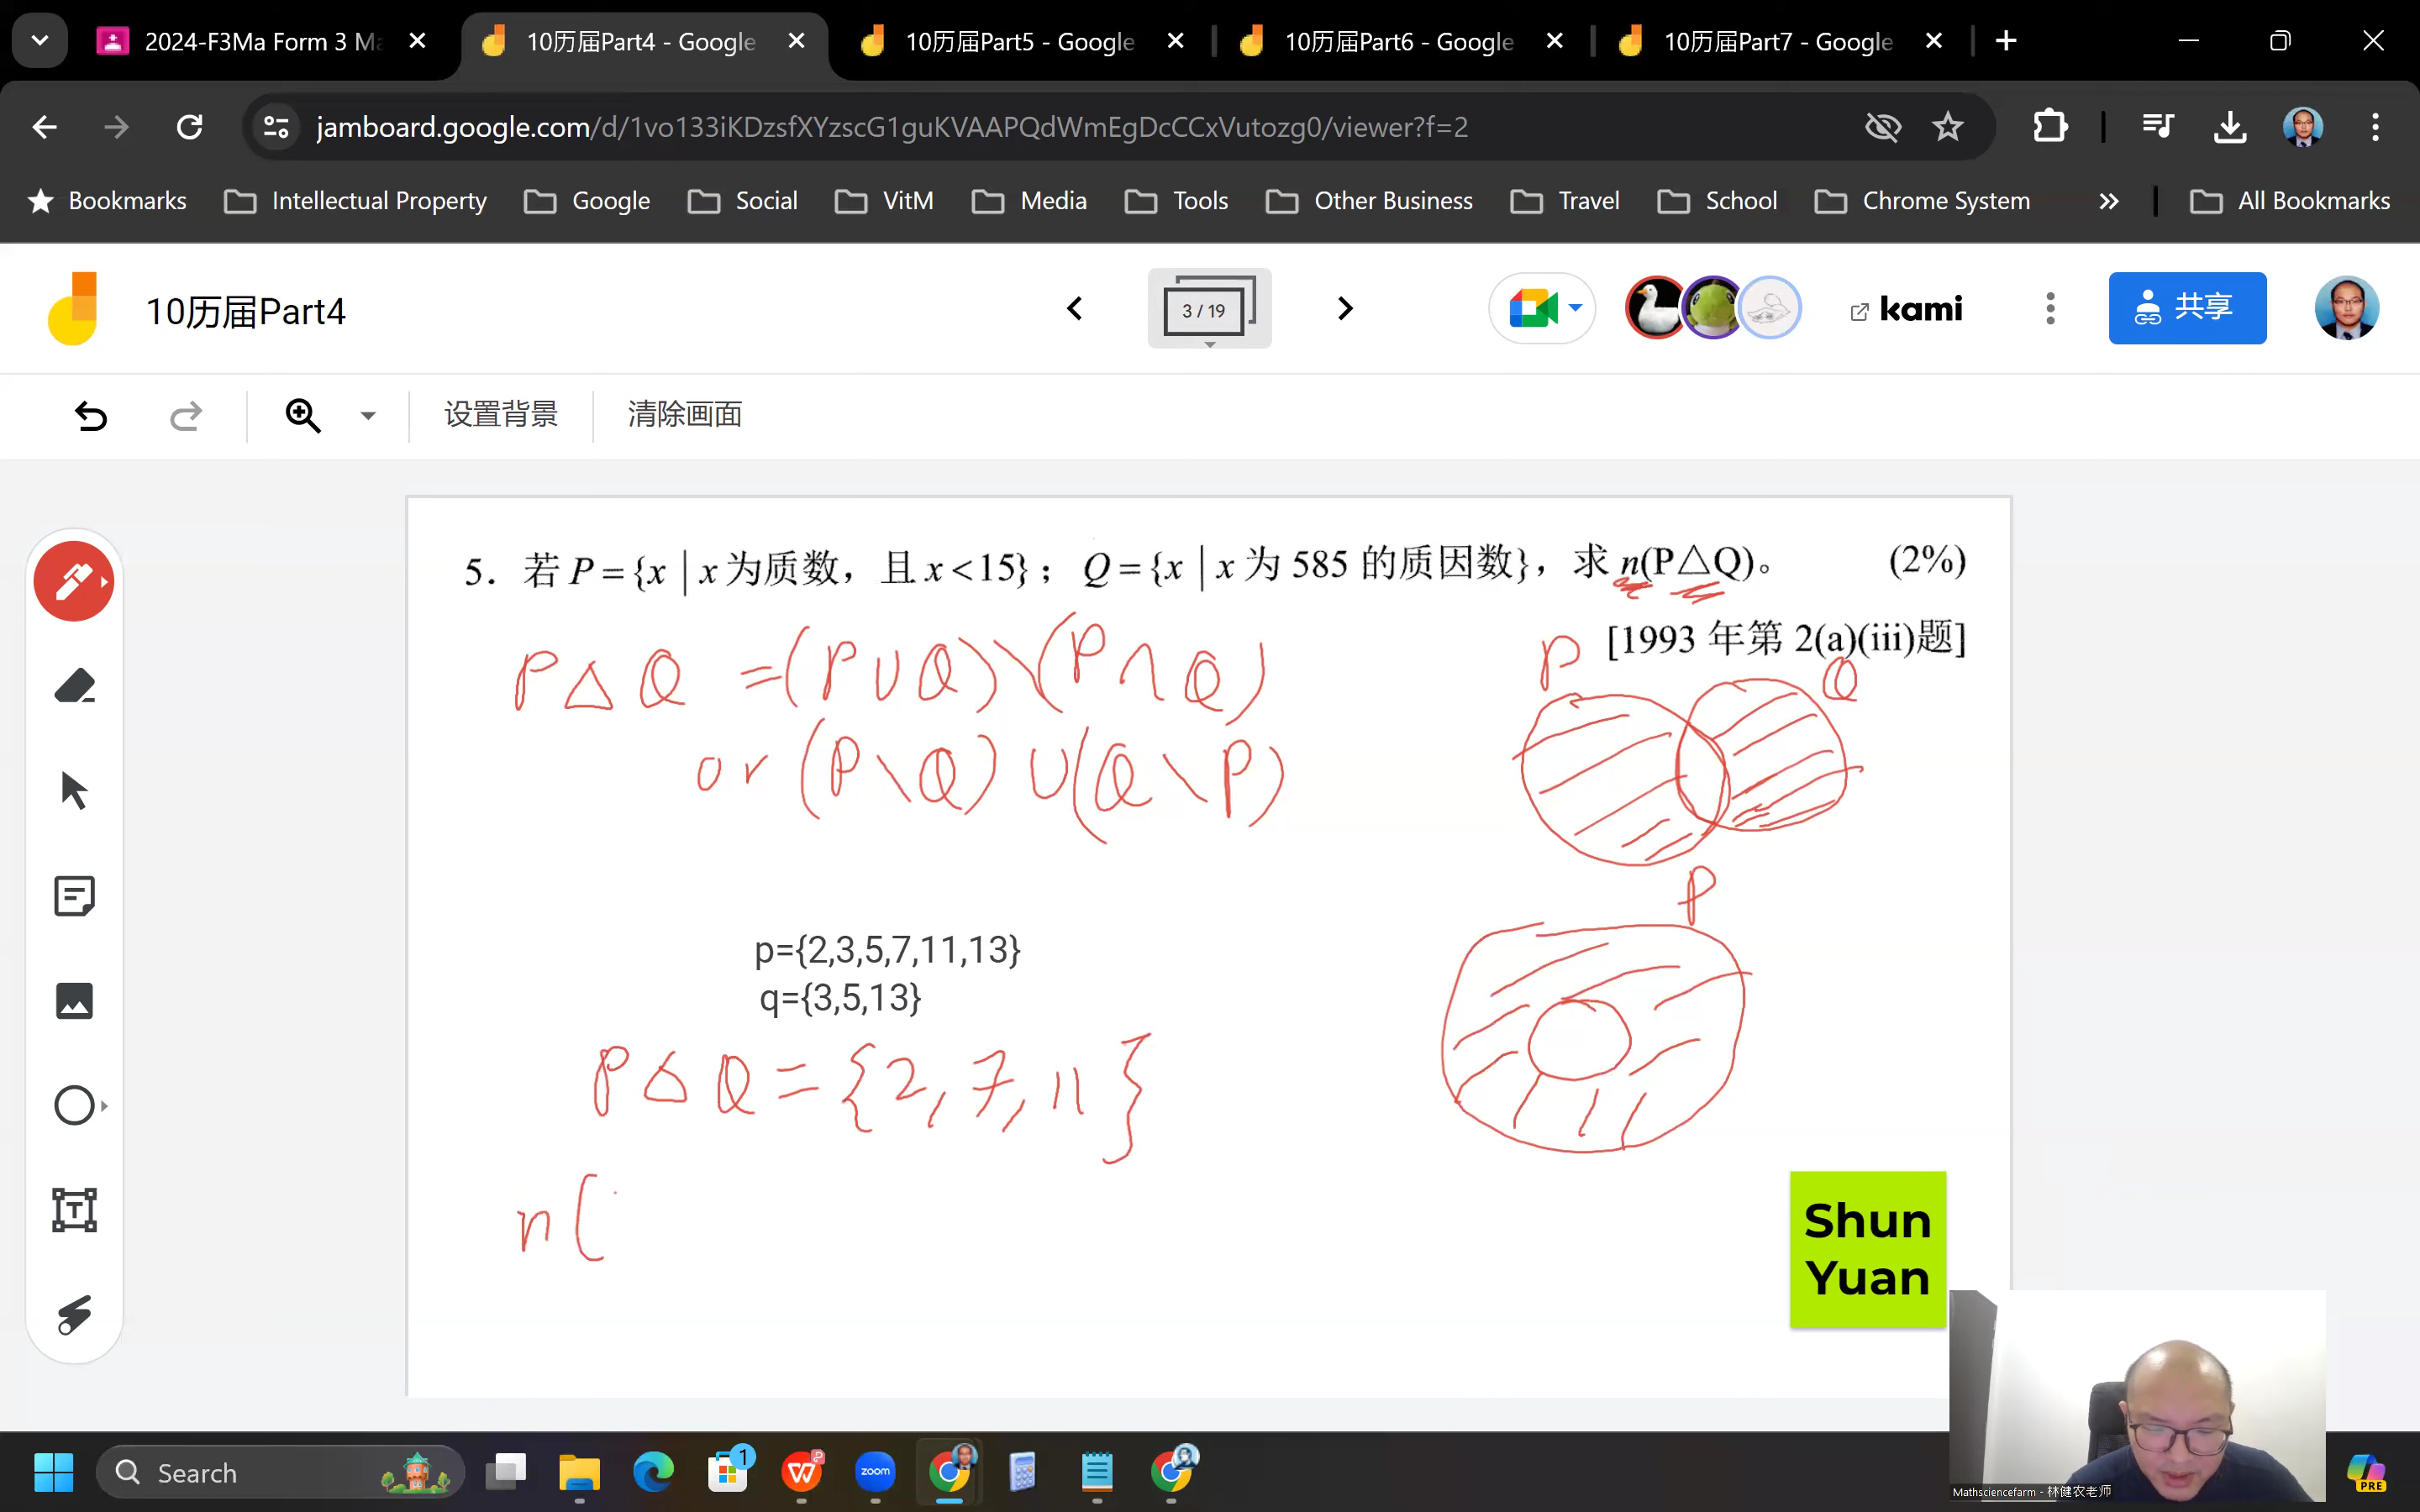 2024-F3Ma Form 3 Ma
10历届Part4 - Google
10历届Part5 - Google
10历届Part6 - Google
10历届Part7 - Google
jamboard.google.com/d/1vo133iKDzsfXYzscG1guKVAAPQdWmEgDcCCxVutozg0/viewer?f=2
Bookmarks Intellectual Property Google Social VitM Media Tools Other Business Travel School Chrome System All Bookmarks
10历届Part4
3 / 19
kami
共享
设置背景 清除画面
5. 若 P={x | x为质数，且 x<15}；Q={x | x 为 585 的质因数}，求 n(P△Q)。 (2%)
[1993 年第 2(a)(iii)题]
P△Q =(P∪Q)\(P∩Q)
or (P\Q)∪(Q\P)
P
Q
P
p={2,3,5,7,11,13}
q={3,5,13}
P△Q={2,7,11}
n(
Shun
Yuan
Mathsciencefarm - 林健农老师
Search
1
zoom
PRE